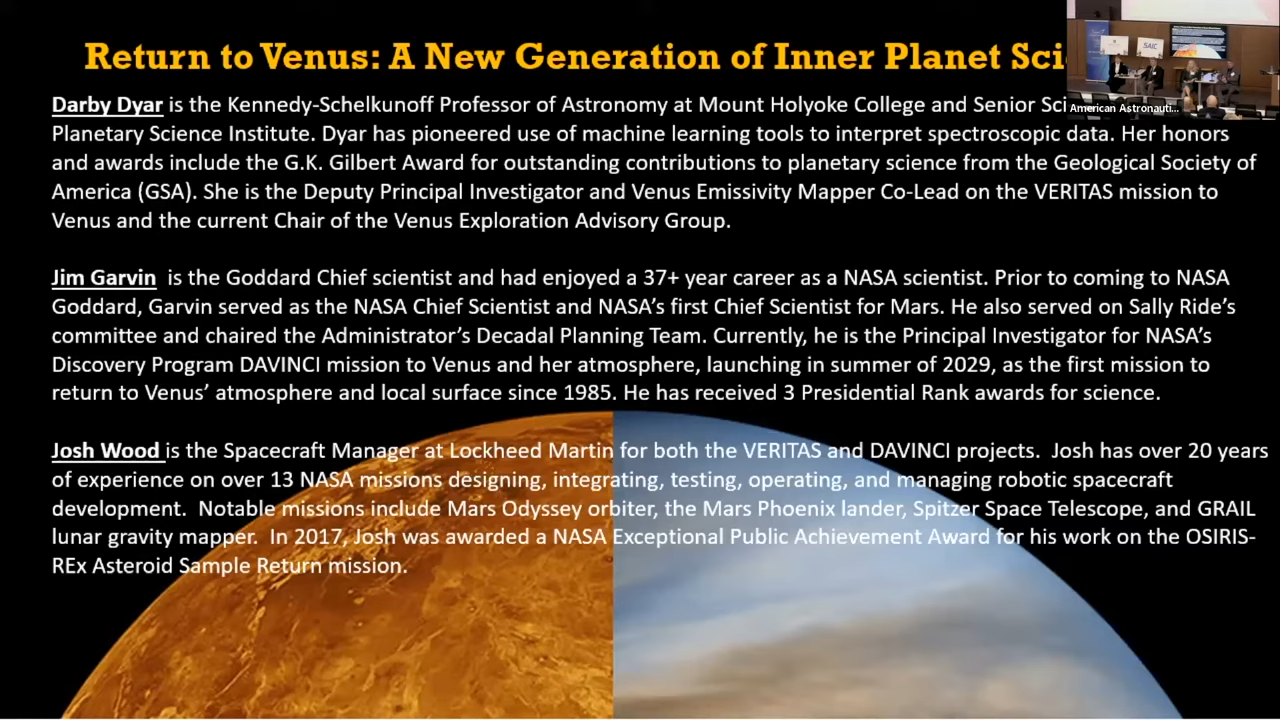 Return to Venus: A New Generation of Inner Planet Sci
Darby Dyar is the Kennedy-Schelkunoff Professor of Astronomy at Mount Holyoke College and Senior Sci
Planetary Science Institute. Dyar has pioneered use of machine learning tools to interpret spectroscopic data. Her honors
and awards include the G.K. Gilbert Award for outstanding contributions to planetary science from the Geological Society of
America (GSA). She is the Deputy Principal Investigator and Venus Emissivity Mapper Co-Lead on the VERITAS mission to
Venus and the current Chair of the Venus Exploration Advisory Group.
Jim Garvin  is the Goddard Chief scientist and had enjoyed a 37+ year career as a NASA scientist. Prior to coming to NASA
Goddard, Garvin served as the NASA Chief Scientist and NASA’s first Chief Scientist for Mars. He also served on Sally Ride’s
committee and chaired the Administrator’s Decadal Planning Team. Currently, he is the Principal Investigator for NASA’s
Discovery Program DAVINCI mission to Venus and her atmosphere, launching in summer of 2029, as the first mission to
return to Venus’ atmosphere and local surface since 1985. He has received 3 Presidential Rank awards for science.
Josh Wood is the Spacecraft Manager at Lockheed Martin for both the VERITAS and DAVINCI projects.  Josh has over 20 years
of experience on over 13 NASA missions designing, integrating, testing, operating, and managing robotic spacecraft
development.  Notable missions include Mars Odyssey orbiter, the Mars Phoenix lander, Spitzer Space Telescope, and GRAIL
lunar gravity mapper.  In 2017, Josh was awarded a NASA Exceptional Public Achievement Award for his work on the OSIRIS-
REx Asteroid Sample Return mission.
SAIC
American Astronauti...